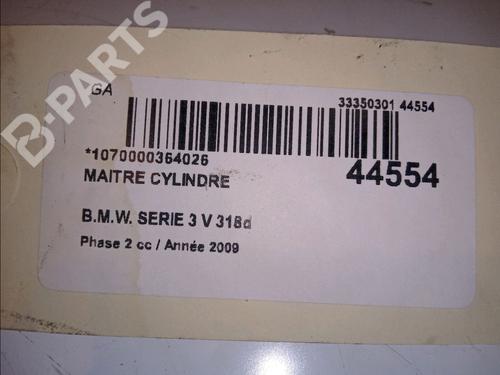 B-PARTS
GA
33350301 44554
*1070000364026
44554
MAITRE CYLINDRE
B.M.W. SERIE 3 V 318d
Phase 2 cc / Année 2009